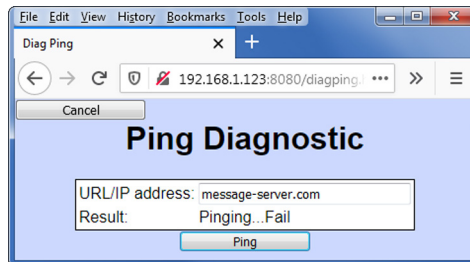 File Edit View History Bookmarks Tools Help
Diag Ping
192.168.1.123:8080/diagping.
Cancel
Ping Diagnostic
URL/IP address: message-server.com
Result: Pinging...Fail
Ping